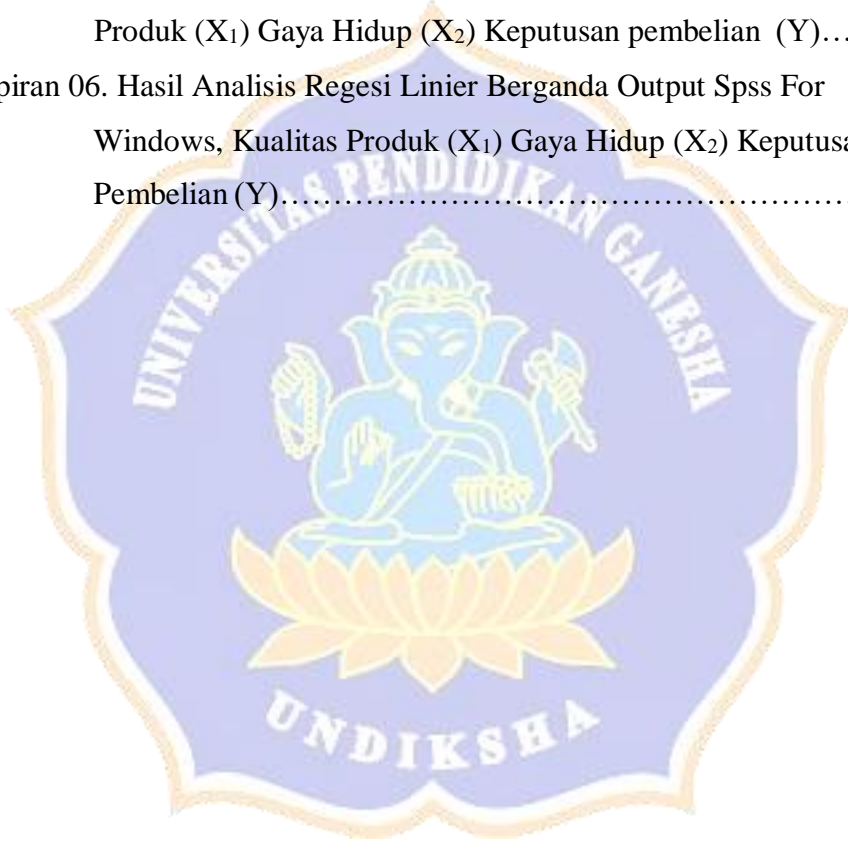 Produk (X₁) Gaya Hidup (X₂) Keputusan pembelian (Y)…
piran 06. Hasil Analisis Regesi Linier Berganda Output Spss For
Windows, Kualitas Produk (X₁) Gaya Hidup (X₂) Keputusa
Pembelian (Y)……………………………………………………
UNIVERSITAS PENDIDIKAN GANESHA
UNDIKSHA